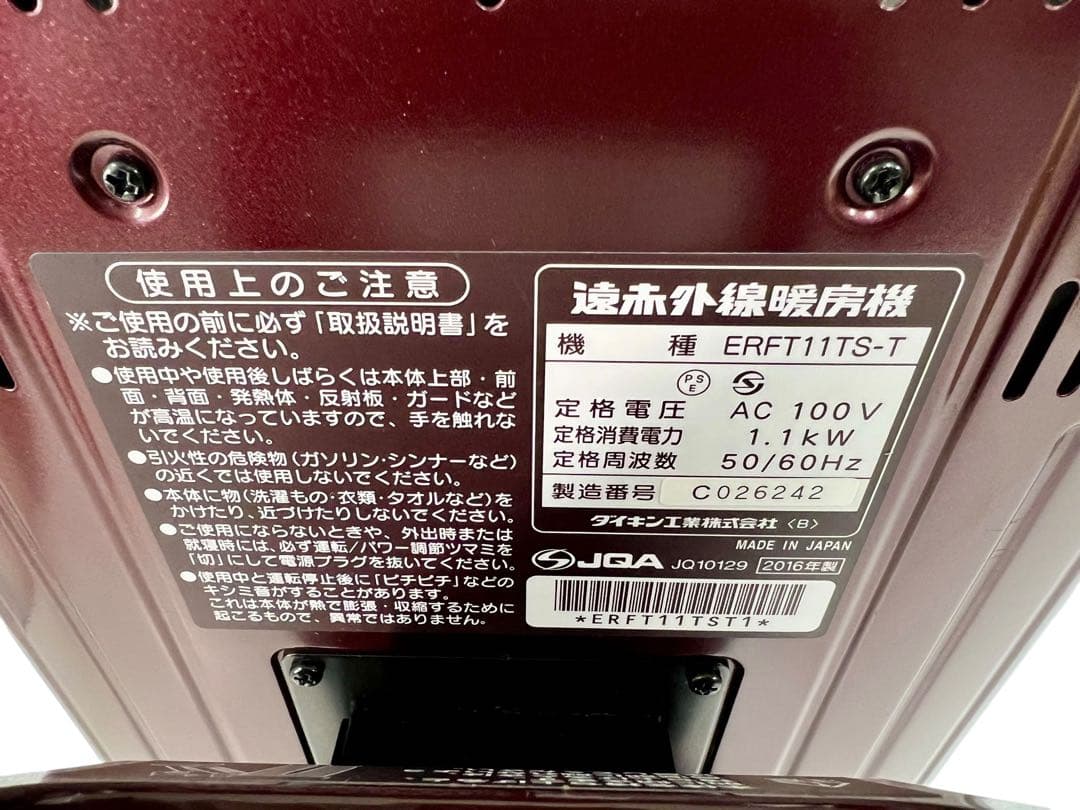 使用上のご注意
※ご使用の前に必ず「取扱説明書」を
お読みください。
●使用中や使用後しばらくは本体上部・前
面・背面・発熱体・反射板・ガードなど
が高温になっていますので、手を触れな
いでください。
●引火性の危険物(ガソリン・シンナーなど)
の近くでは使用しないでください。
●本体に物(洗濯もの・衣類・タオルなど)を
かけたり、近づけたりしないでください。
●ご使用にならないときや、外出時または
就寝時には、必ず運転/パワー調節ツマミを
「切」にして電源プラグを抜いてください。
●使用中と運転停止後に「ピチピチ」などの
キシミ音がすることがあります。
これは本体が熱で膨張・収縮するために
起こるもので、異常ではありません。
遠赤外線暖房機
機種 ERFT11TS-T
PSE
定格電圧 AC 100V
定格消費電力 1.1kW
定格周波数 50/60Hz
製造番号 C026242
ダイキン工業株式会社〈B〉
MADE IN JAPAN
JQA JQ10129 2016年製
*ERFT11TST1*